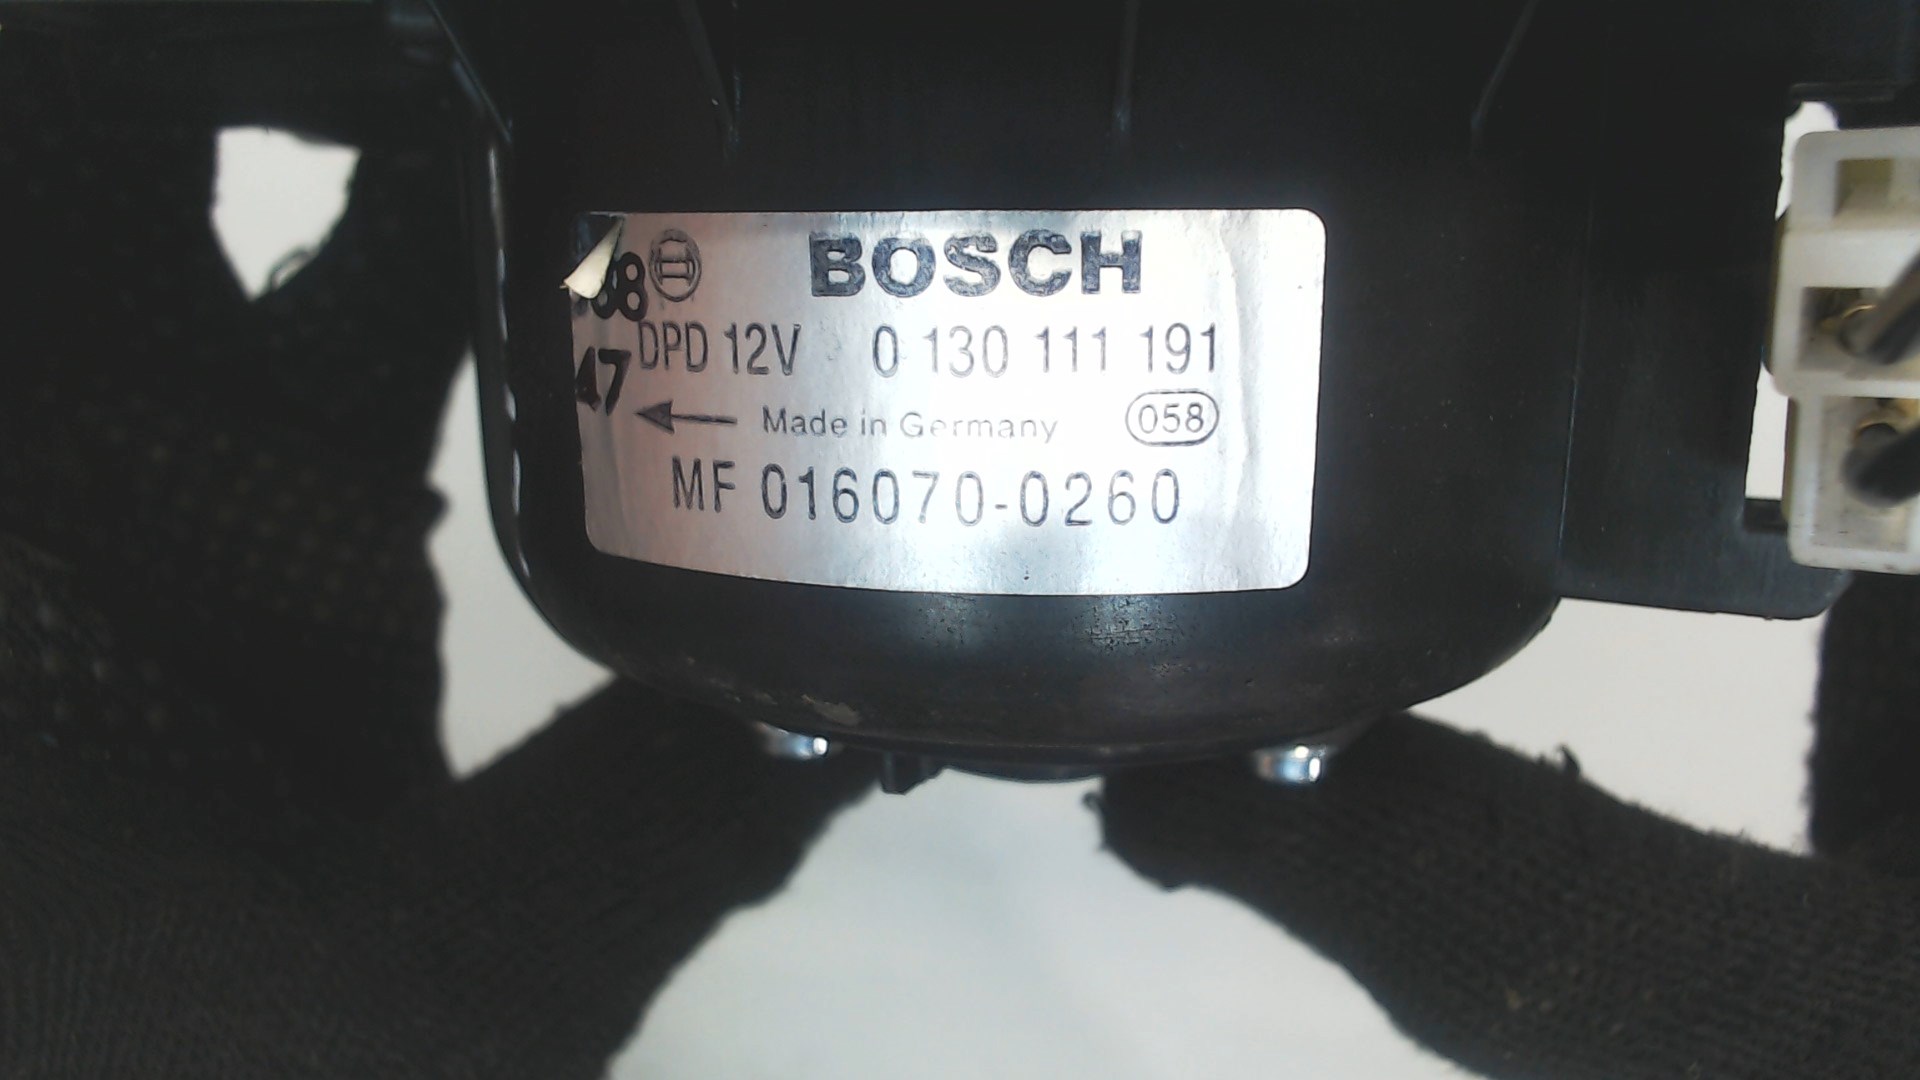 BOSCH
DPD 12V 0 130 111 191
47
Made in Germany 058
MF 016070-0260